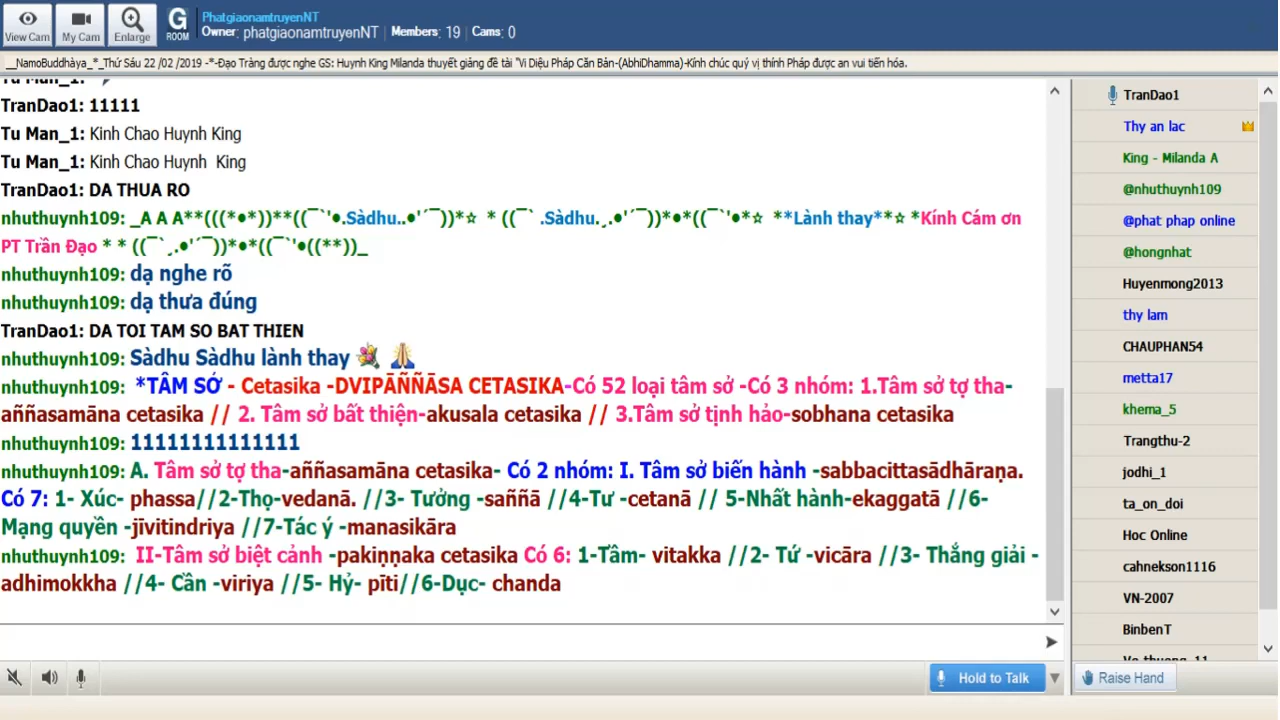 PhatgiaonamtruyenNT
View Cam
My Cam
Enlarge
G
ROOM
Owner: phatgiaonamtruyenNT | Members: 19 | Cams: 0
__NamoBuddhàya_*_Thứ Sáu 22 /02 /2019 -*-Đạo Tràng được nghe GS: Huynh King Milanda thuyết giảng đề tài "Vi Diệu Pháp Căn Bản-(AbhiDhamma)-Kính chúc quý vị thính Pháp được an vui tiến hóa.
Tu Man_1:
TranDao1: 11111
Tu Man_1: Kinh Chao Huynh King
Tu Man_1: Kinh Chao Huynh  King
TranDao1: DA THUA RO
nhuthuynh109: _A A A**(((*•*))**((¯`'•.Sàdhu..•'´¯))*☆ * ((¯` .Sàdhu.¸.•'´¯))*•*((¯`'•*☆ **Lành thay**☆ *Kính Cám ơn
PT Trần Đạo * * ((¯`¸.•'´¯))*•*((¯`'•((**))_
nhuthuynh109: dạ nghe rõ
nhuthuynh109: dạ thưa đúng
TranDao1: DA TOI TAM SO BAT THIEN
nhuthuynh109: Sàdhu Sàdhu lành thay
nhuthuynh109: *TÂM SỞ - Cetasika -DVIPĀÑÑĀSA CETASIKA-Có 52 loại tâm sở -Có 3 nhóm: 1.Tâm sở tợ tha-
aññasamāna cetasika // 2. Tâm sở bất thiện-akusala cetasika // 3.Tâm sở tịnh hảo-sobhana cetasika
nhuthuynh109: 11111111111111
nhuthuynh109: A. Tâm sở tợ tha-aññasamāna cetasika- Có 2 nhóm: I. Tâm sở biến hành -sabbacittasādhāraṇa.
Có 7: 1- Xúc- phassa//2-Thọ-vedanā. //3- Tưởng -saññā //4-Tư -cetanā // 5-Nhất hành-ekaggatā //6-
Mạng quyền -jīvitindriya //7-Tác ý -manasikāra
nhuthuynh109: II-Tâm sở biệt cảnh -pakiṇṇaka cetasika Có 6: 1-Tầm- vitakka //2- Tứ -vicāra //3- Thắng giải -
adhimokkha //4- Cần -viriya //5- Hỷ- pīti//6-Dục- chanda
TranDao1
Thy an lac
King - Milanda A
@nhuthuynh109
@phat phap online
@hongnhat
Huyenmong2013
thy lam
CHAUPHAN54
metta17
khema_5
Trangthu-2
jodhi_1
ta_on_doi
Hoc Online
cahnekson1116
VN-2007
BinbenT
Vo thuong_11
Hold to Talk
Raise Hand